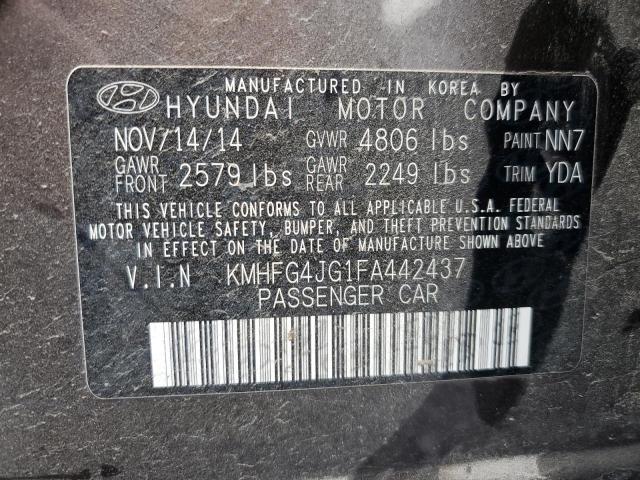 MANUFACTURED IN KOREA BY
HYUNDAI MOTOR COMPANY
NOV/14/14 GVWR 4806 lbs PAINT NN7
GAWR FRONT 2579 lbs GAWR REAR 2249 lbs TRIM YDA
THIS VEHICLE CONFORMS TO ALL APPLICABLE U.S.A. FEDERAL
MOTOR VEHICLE SAFETY, BUMPER, AND THEFT PREVENTION STANDARDS
IN EFFECT ON THE DATE OF MANUFACTURE SHOWN ABOVE
V.I.N KMHFG4JG1FA442437
PASSENGER CAR